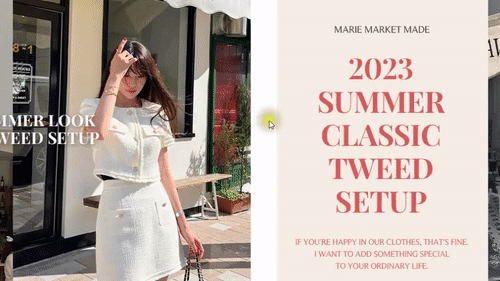 MMER LOOK
WEED SETUP
MARIE MARKET MADE
2023
SUMMER
CLASSIC
TWEED
SETUP
IF YOU'RE HAPPY IN OUR CLOTHES, THAT'S FINE.
I WANT TO ADD SOMETHING SPECIAL
TO YOUR ORDINARY LIFE.